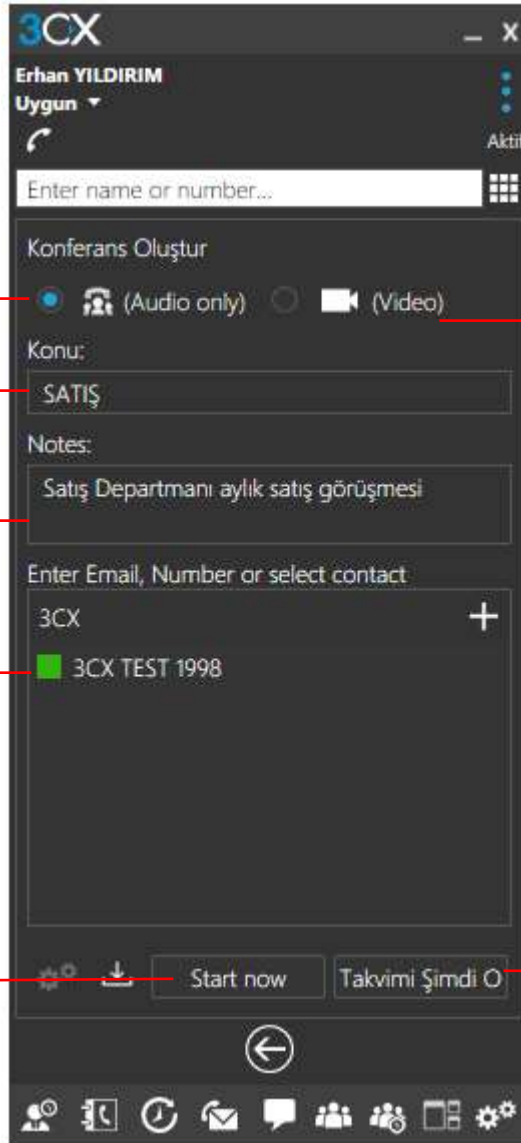 3CX
Erhan YILDIRIM
Uygun
Aktif
Enter name or number...
Konferans Oluştur
(Audio only) (Video)
Konu:
SATIŞ
Notes:
Satış Departmanı aylık satış görüşmesi
Enter Email, Number or select contact
3CX
3CX TEST 1998
Start now Takvimi Şimdi O